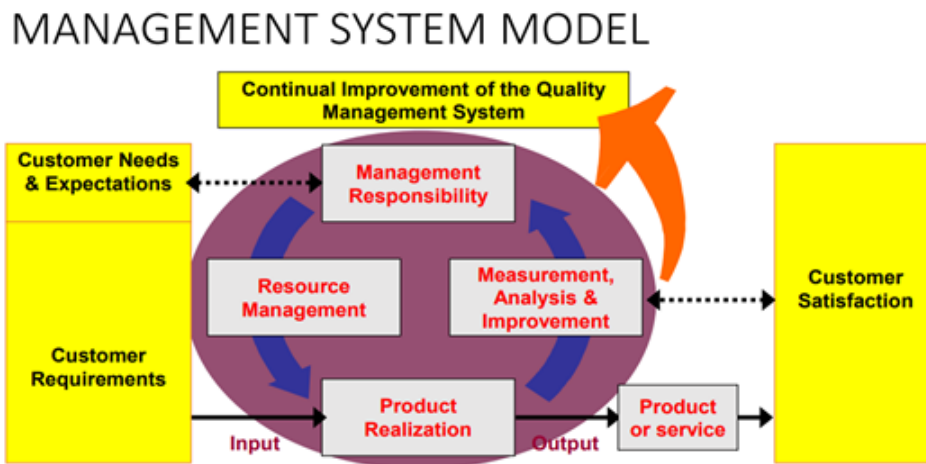 MANAGEMENT SYSTEM MODEL
Continual Improvement of the Quality
Management System
Customer Needs
& Expectations
Management
Responsibility
Resource
Management
Measurement,
Analysis &
Improvement
Customer
Satisfaction
Customer
Requirements
Product
Realization
Product
or service
Input
Output